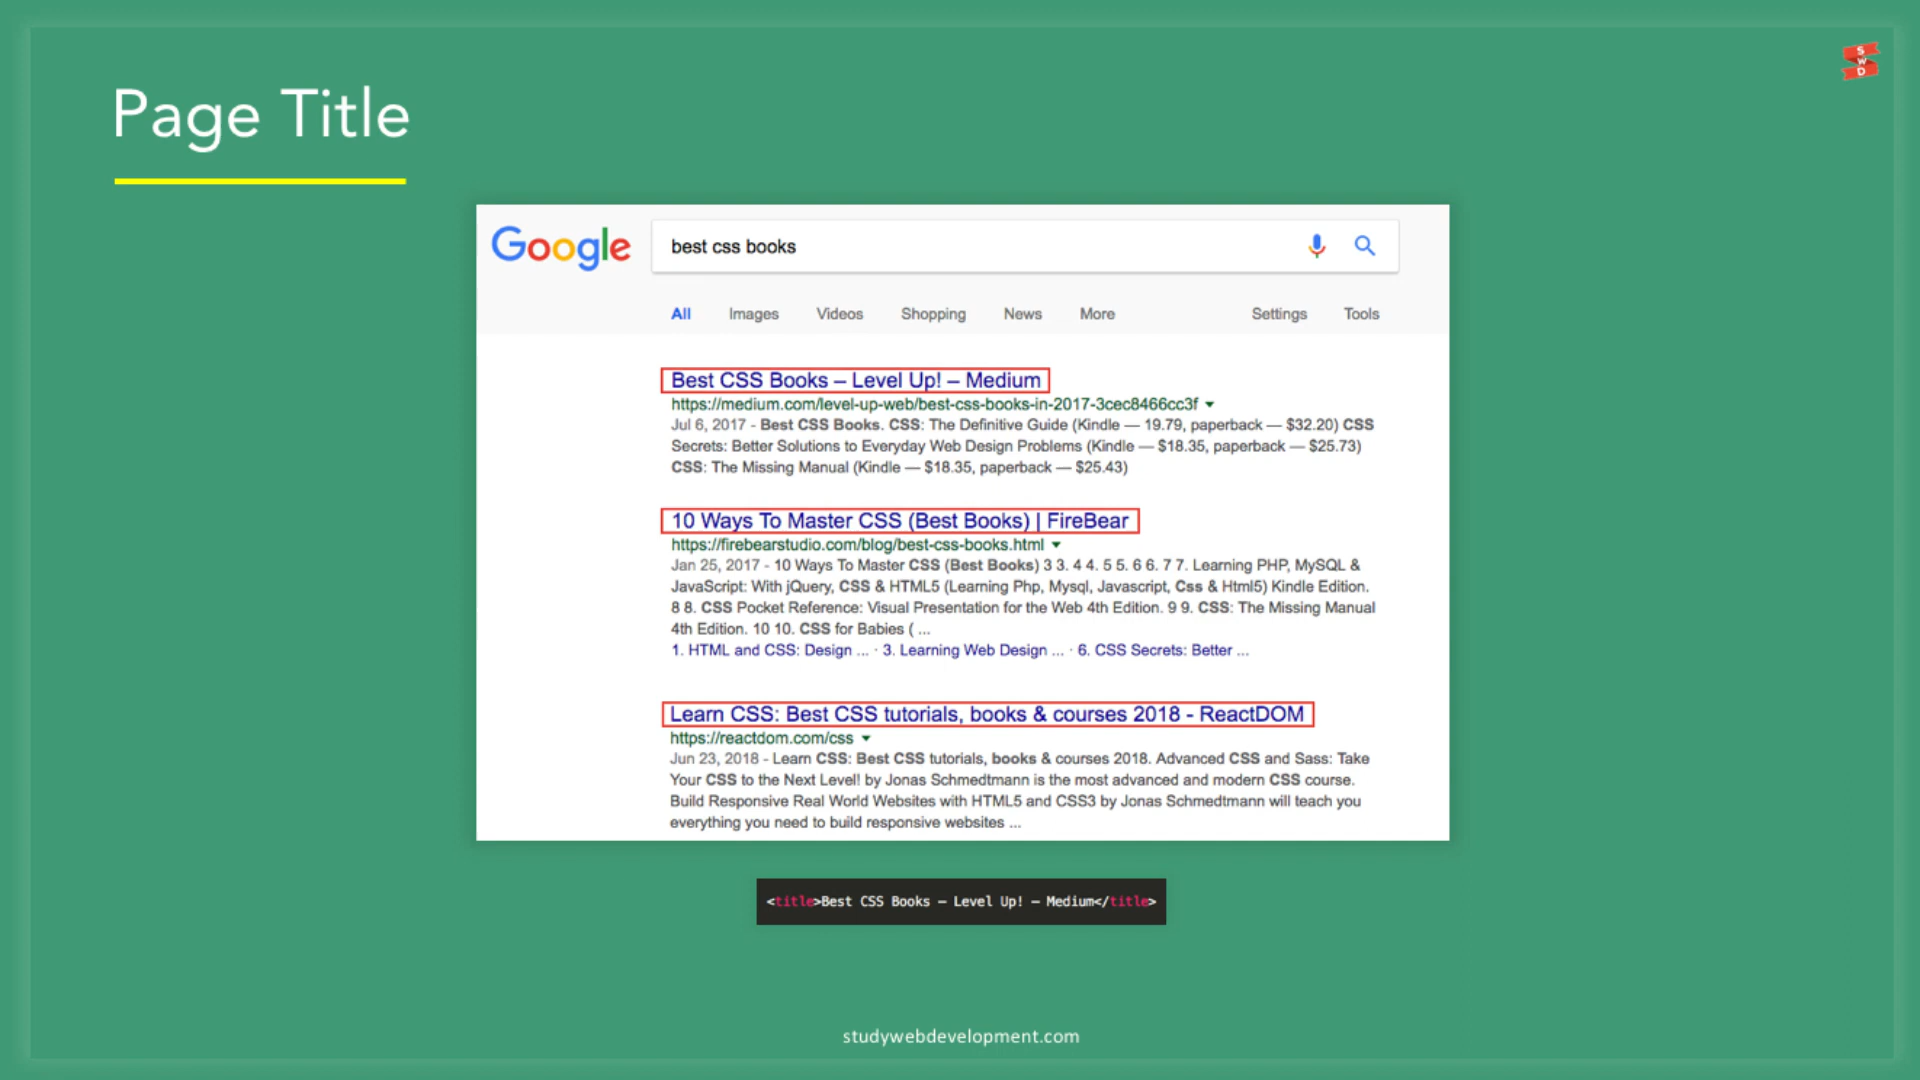 S
W
D
Page Title
Google
best css books
All Images Videos Shopping News More Settings Tools
Best CSS Books – Level Up! – Medium
https://medium.com/level-up-web/best-css-books-in-2017-3cec8466cc3f
Jul 6, 2017 - Best CSS Books. CSS: The Definitive Guide (Kindle — 19.79, paperback — $32.20) CSS
Secrets: Better Solutions to Everyday Web Design Problems (Kindle — $18.35, paperback — $25.73)
CSS: The Missing Manual (Kindle — $18.35, paperback — $25.43)
10 Ways To Master CSS (Best Books) | FireBear
https://firebearstudio.com/blog/best-css-books.html
Jan 25, 2017 - 10 Ways To Master CSS (Best Books) 3 3. 4 4. 5 5. 6 6. 7 7. Learning PHP, MySQL &
JavaScript: With jQuery, CSS & HTML5 (Learning Php, Mysql, Javascript, Css & Html5) Kindle Edition.
8 8. CSS Pocket Reference: Visual Presentation for the Web 4th Edition. 9 9. CSS: The Missing Manual
4th Edition. 10 10. CSS for Babies ( ...
1. HTML and CSS: Design ... · 3. Learning Web Design ... · 6. CSS Secrets: Better ...
Learn CSS: Best CSS tutorials, books & courses 2018 - ReactDOM
https://reactdom.com/css
Jun 23, 2018 - Learn CSS: Best CSS tutorials, books & courses 2018. Advanced CSS and Sass: Take
Your CSS to the Next Level! by Jonas Schmedtmann is the most advanced and modern CSS course.
Build Responsive Real World Websites with HTML5 and CSS3 by Jonas Schmedtmann will teach you
everything you need to build responsive websites ...
<title>Best CSS Books – Level Up! – Medium</title>
studywebdevelopment.com